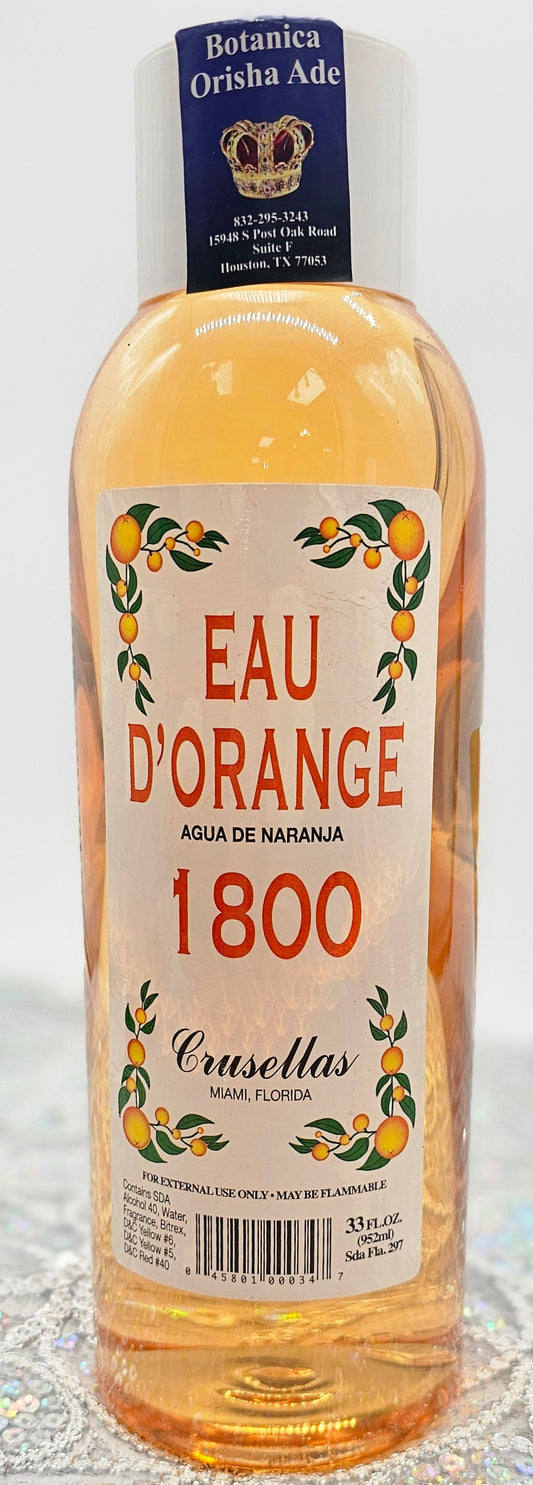 Botanica
Orisha Ade
832-295-3243
15948 S Post Oak Road
Suite F
Houston, TX 77053
EAU
D'ORANGE
AGUA DE NARANJA
1800
Crusellas
MIAMI, FLORIDA
FOR EXTERNAL USE ONLY • MAY BE FLAMMABLE
Contains SDA
Alcohol 40, Water,
Fragrance, Bitrex,
D&C Yellow #6,
D&C Yellow #5,
D&C Red #40
0 45801 00034 7
33 FL.OZ.
(952ml)
Sda Fla. 297